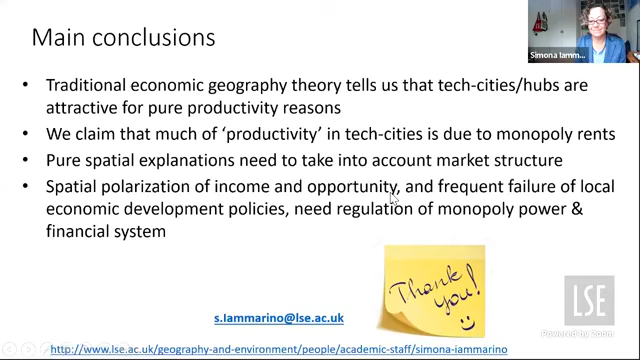 Main conclusions
Simona Iamm...
• Traditional economic geography theory tells us that tech-cities/hubs are
attractive for pure productivity reasons
• We claim that much of 'productivity' in tech-cities is due to monopoly rents
• Pure spatial explanations need to take into account market structure
• Spatial polarization of income and opportunity, and frequent failure of local
economic development policies, need regulation of monopoly power &
financial system
Thank
you!
s.Iammarino@lse.ac.uk
LSE
Powered by Zoom
http://www.lse.ac.uk/geography-and-environment/people/academic-staff/simona-iammarino